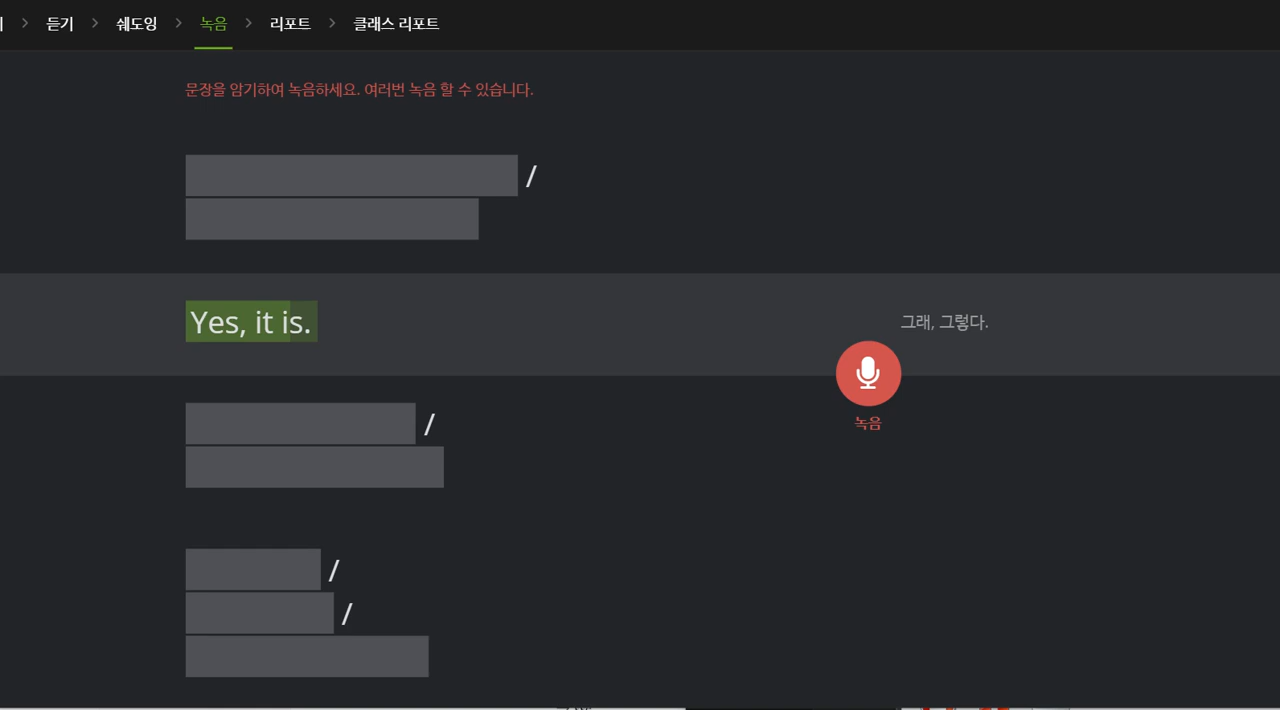 듣기 > 쉐도잉 > 녹음 > 리포트 > 클래스 리포트
문장을 암기하여 녹음하세요. 여러번 녹음 할 수 있습니다.
/
Yes, it is.
그래, 그렇다.
녹음
/
/
/